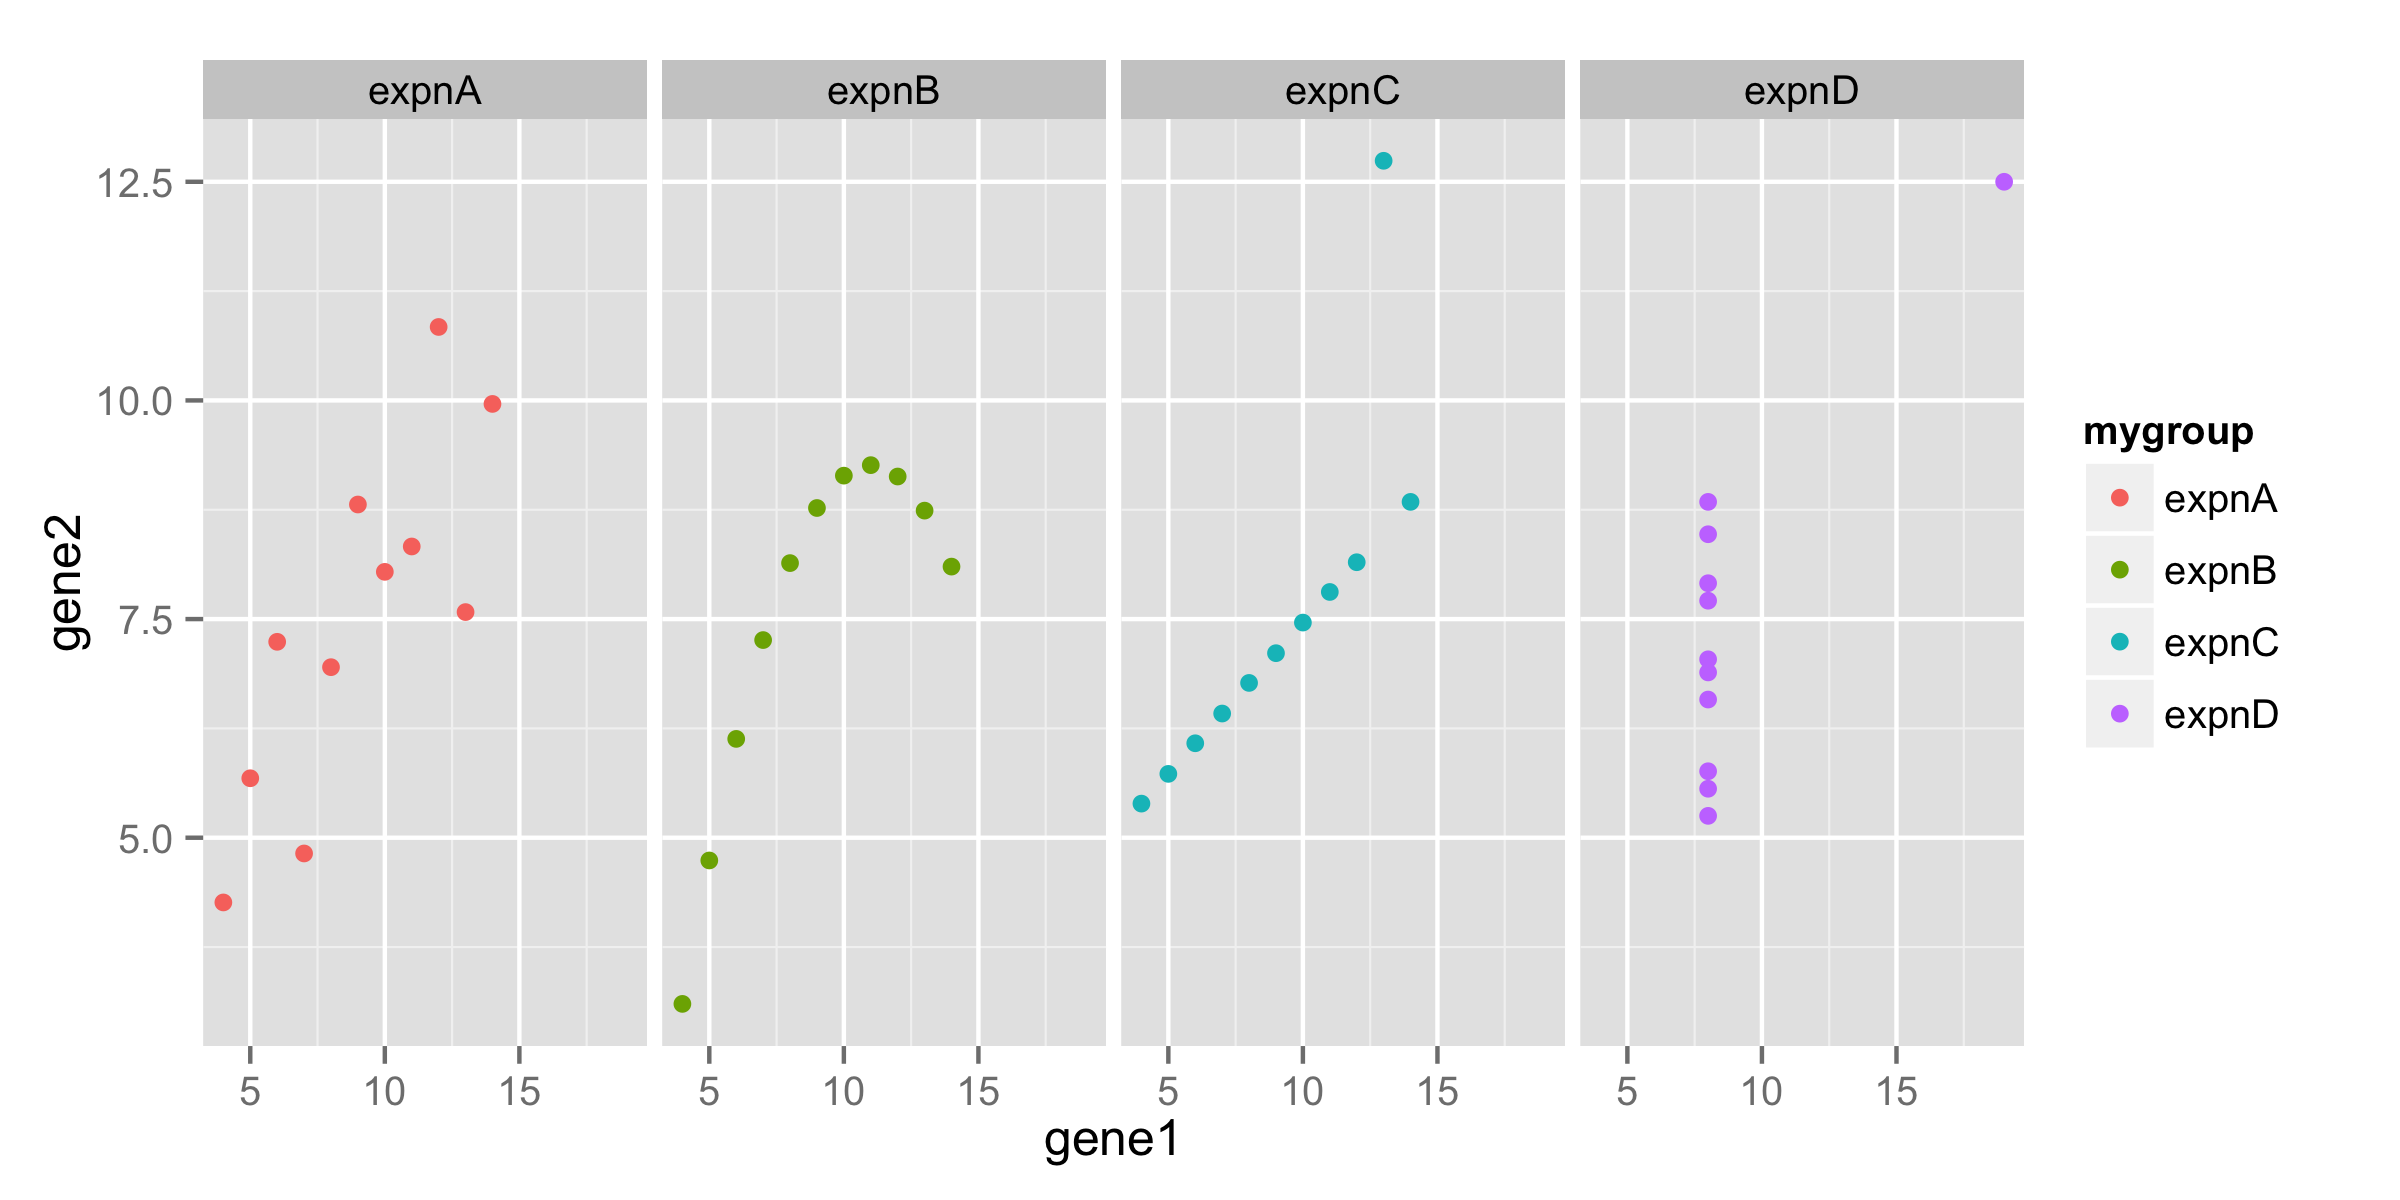 expnA expnB expnC expnD
12.5
10.0
7.5
5.0
gene2
5 10 15 5 10 15 5 10 15 5 10 15
gene1
mygroup
expnA
expnB
expnC
expnD